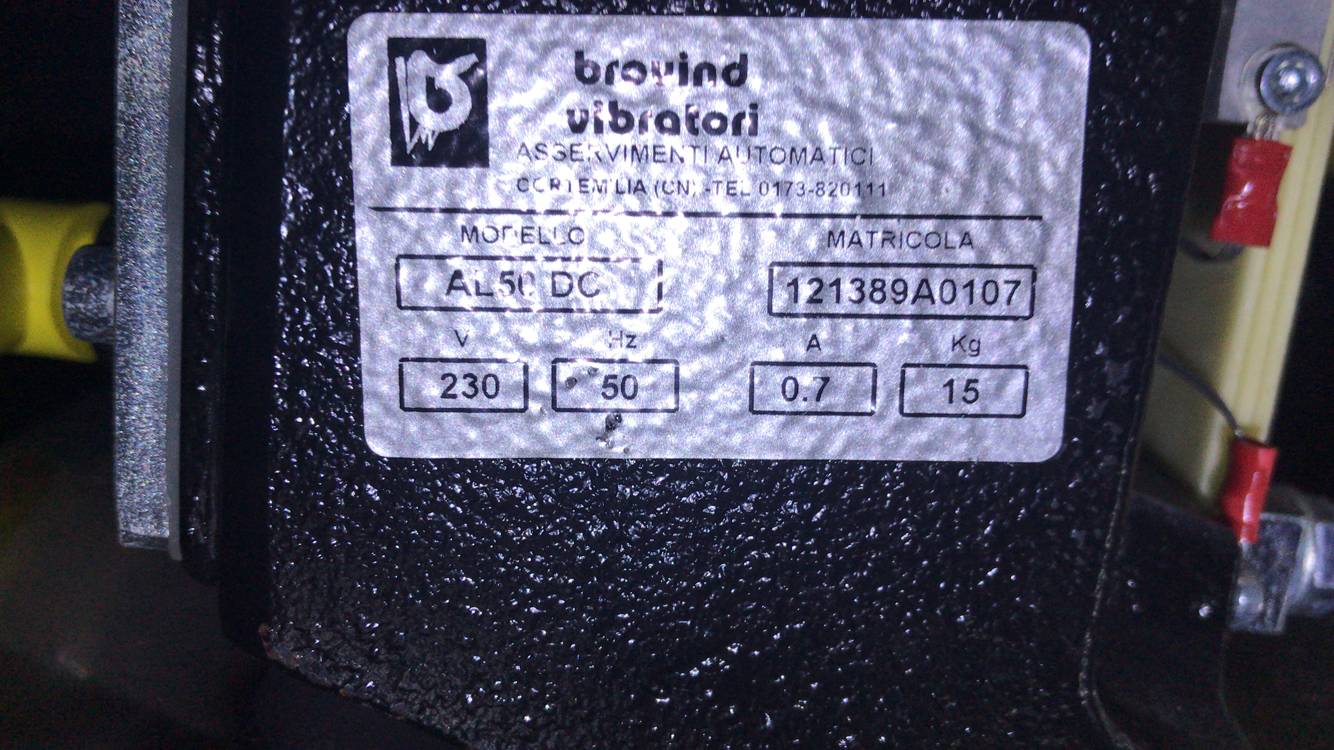 brovind
vibratori
ASSERVIMENTI AUTOMATICI
CORTEMILIA (CN) -TEL 0173-820111
MODELLO MATRICOLA
AL50 DC 121389A0107
V Hz A Kg
230 50 0.7 15